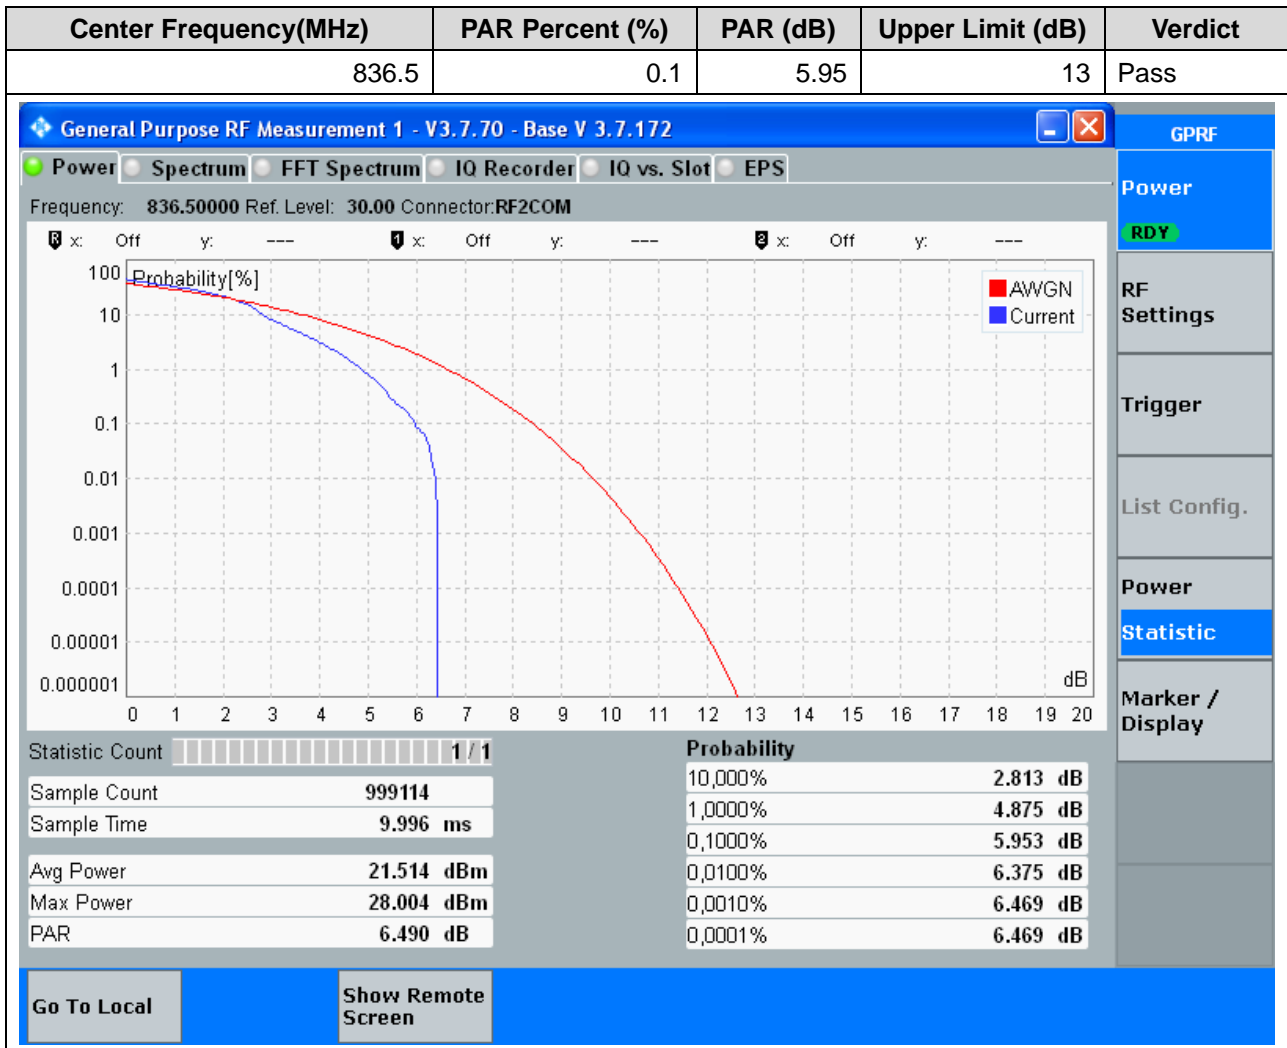 Center Frequency(MHz) PAR Percent (%) PAR (dB) Upper Limit (dB) Verdict
836.5 0.1 5.95 13 Pass
General Purpose RF Measurement 1 - V3.7.70 - Base V 3.7.172
GPRF
Power Spectrum FFT Spectrum IQ Recorder IQ vs. Slot EPS
Power
RDY
Frequency: 836.50000 Ref. Level: 30.00 Connector:RF2COM
R x: Off y: --- 1 x: Off y: --- 2 x: Off y: ---
Probability[%]
AWGN
Current
100
10
1
0.1
0.01
0.001
0.0001
0.00001
0.000001
dB
0 1 2 3 4 5 6 7 8 9 10 11 12 13 14 15 16 17 18 19 20
RF
Settings
Trigger
List Config.
Power
Statistic
Marker /
Display
Statistic Count 1 / 1
Sample Count 999114
Sample Time 9.996 ms
Avg Power 21.514 dBm
Max Power 28.004 dBm
PAR 6.490 dB
Probability
10,000% 2.813 dB
1,0000% 4.875 dB
0,1000% 5.953 dB
0,0100% 6.375 dB
0,0010% 6.469 dB
0,0001% 6.469 dB
Go To Local
Show Remote
Screen